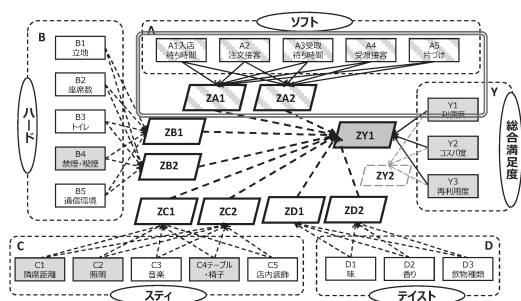 ソフト
A
A1入店
待ち時間
A2
注文接客
A3受取
待ち時間
A4
受渡接客
A5
片づけ
B
B1
立地
B2
座席数
B3
トイレ
B4
禁煙・喫煙
B5
通信環境
ハード
ZA1
ZA2
ZB1
ZB2
ZY1
ZY2
Y
Y1
利便度
Y2
コスパ度
Y3
再利用度
総合満足度
ZC1
ZC2
ZD1
ZD2
C
C1
隣席距離
C2
照明
C3
音楽
C4テーブル
・椅子
C5
店内装飾
スティ
D
D1
味
D2
香り
D3
飲物種類
テイスト